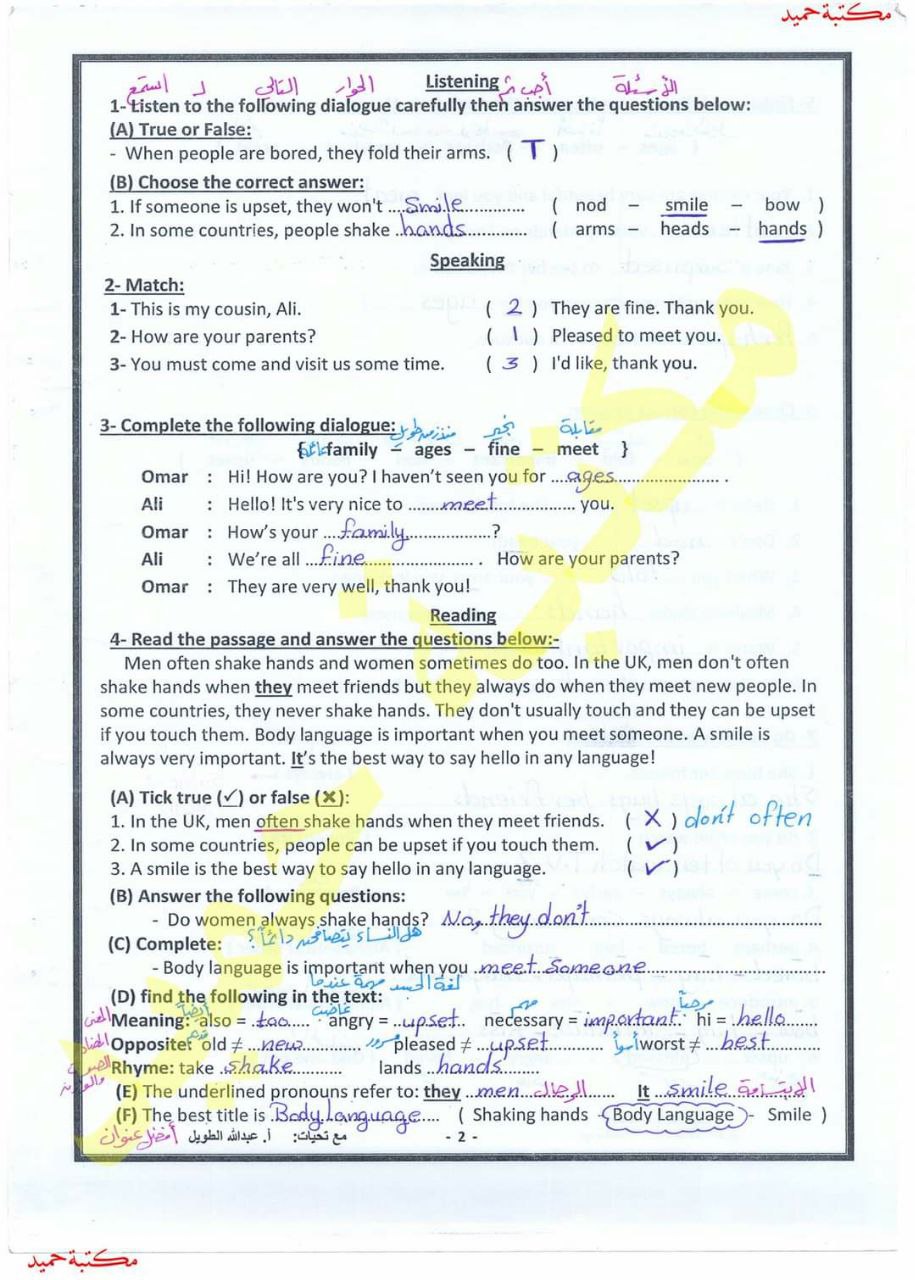 مكتبة حميد
Listening
استمع لـ التالي الحوار أجب ثم الأسئلة
1- Listen to the following dialogue carefully then answer the questions below:
(A) True or False:
- When people are bored, they fold their arms. ( T )
(B) Choose the correct answer:
1. If someone is upset, they won't ...smile............ ( nod – smile – bow )
2. In some countries, people shake ..hands............ ( arms – heads – hands )
Speaking
2- Match:
1- This is my cousin, Ali. ( 2 ) They are fine. Thank you.
2- How are your parents? ( 1 ) Pleased to meet you.
3- You must come and visit us some time. ( 3 ) I'd like, thank you.
3- Complete the following dialogue:
عائلة منذ زمن طويل بخير مقابلة
{ family – ages – fine – meet }
Omar : Hi! How are you? I haven't seen you for ...ages.................... .
Ali : Hello! It's very nice to .......meet.................... you.
Omar : How's your ....family.................?
Ali : We're all ...fine...................... . How are your parents?
Omar : They are very well, thank you!
Reading
4- Read the passage and answer the questions below:-
Men often shake hands and women sometimes do too. In the UK, men don't often
shake hands when they meet friends but they always do when they meet new people. In
some countries, they never shake hands. They don't usually touch and they can be upset
if you touch them. Body language is important when you meet someone. A smile is
always very important. It's the best way to say hello in any language!
(A) Tick true (✓) or false (×):
1. In the UK, men often shake hands when they meet friends. ( X ) don't often
2. In some countries, people can be upset if you touch them. ( ✓ )
3. A smile is the best way to say hello in any language. ( ✓ )
(B) Answer the following questions:
- Do women always shake hands? No, they don't............................
هل النساء يتصافحن دائماً؟
(C) Complete:
- Body language is important when you ..meet someone............................
لغة الجسد مهمة عندما
(D) find the following in the text:
المعنى أيضاً غاضب مهم مرحباً
Meaning: also = ..too..... angry = ..upset.. necessary = important. hi = ..hello......
المضاد قديم مسرور أسوأ
Opposite: old ≠ ...new......... pleased ≠ ...upset............ worst ≠ ..best.......
Rhyme: take ..shake.......... lands ..hands.......
(E) The underlined pronouns refer to: they ..men الرجال..... It ..smile الإبتسامة
(F) The best title is Body language.... ( Shaking hands - Body Language - Smile )
أفضل عنوان
مع تحيات: أ. عبدالله الطويل
- 2 -
مكتبة حميد